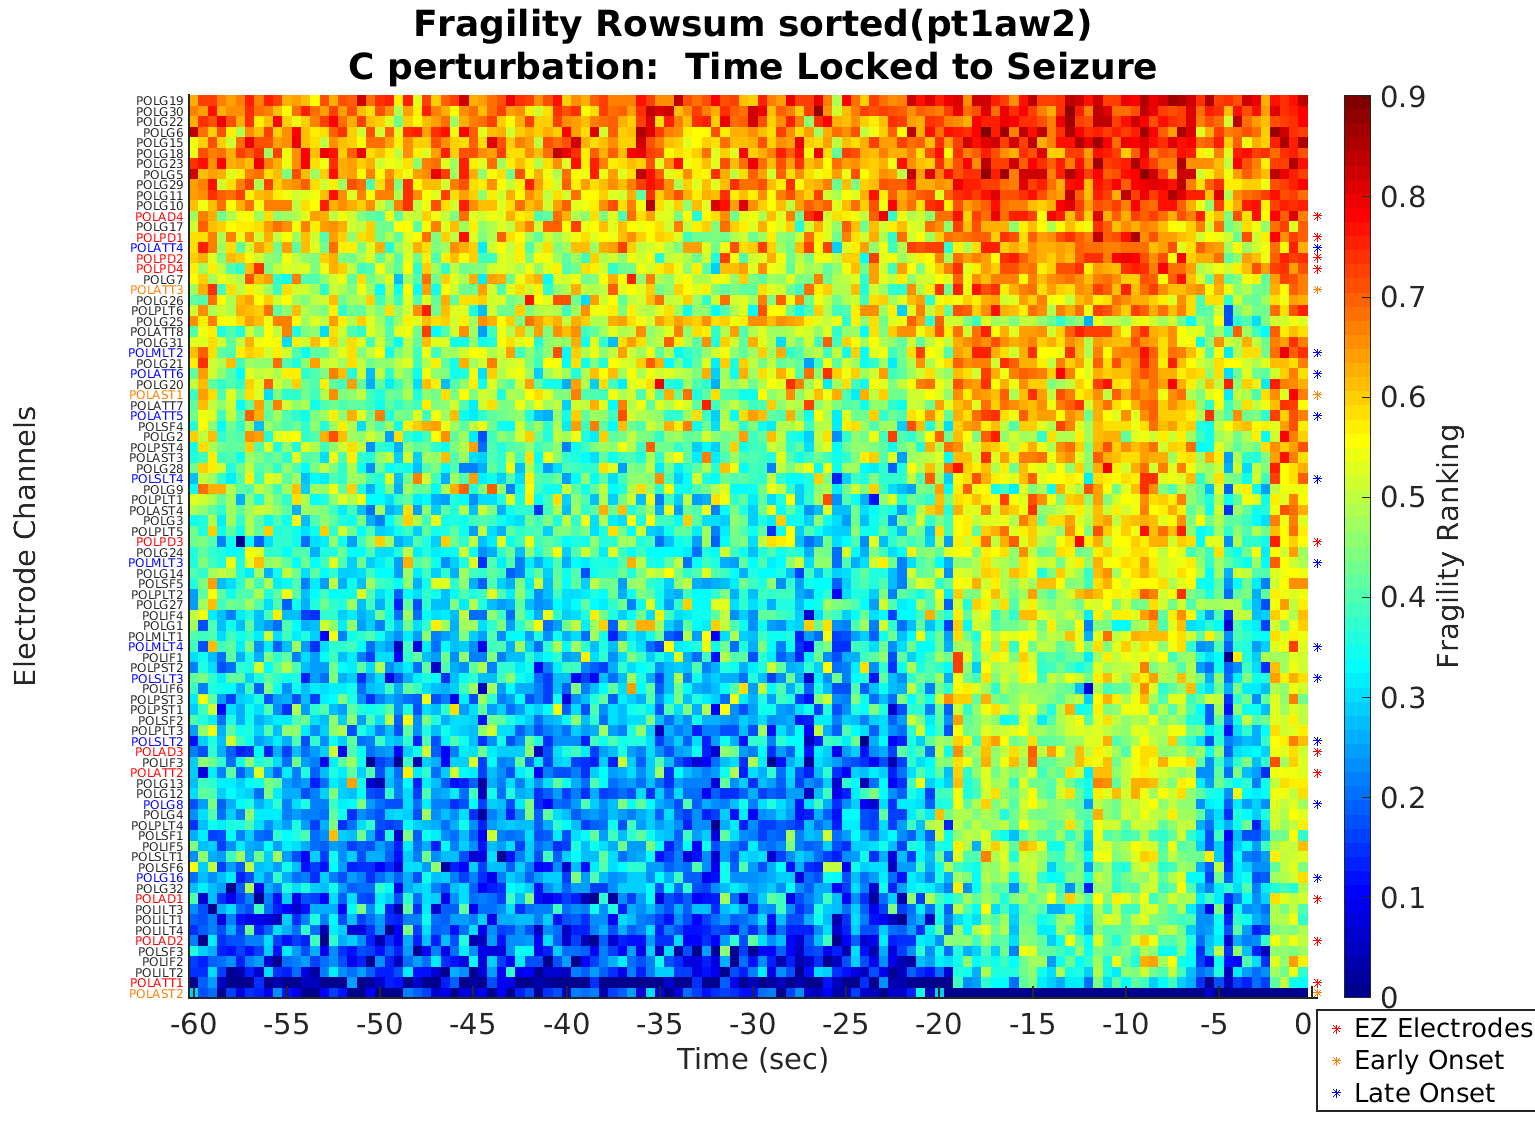 Fragility Rowsum sorted(pt1aw2)
C perturbation:  Time Locked to Seizure
Electrode Channels
POLG19
POLG30
POLG22
POLG6
POLG15
POLG18
POLG23
POLG5
POLG29
POLG11
POLG10
POLAD4
POLG17
POLPD1
POLATT4
POLPD2
POLPD4
POLG7
POLATT3
POLG26
POLPLT6
POLG25
POLATT8
POLG31
POLMLT2
POLG21
POLATT6
POLG20
POLAST1
POLATT7
POLATT5
POLSF4
POLG2
POLPST4
POLAST3
POLG28
POLSLT4
POLG9
POLPLT1
POLAST4
POLG3
POLPLT5
POLPD3
POLG24
POLMLT3
POLG14
POLSF5
POLPLT2
POLG27
POLIF4
POLG1
POLMLT1
POLMLT4
POLIF1
POLPST2
POLSLT3
POLIF6
POLPST3
POLPST1
POLSF2
POLPLT3
POLSLT2
POLAD3
POLIF3
POLATT2
POLG13
POLG12
POLG8
POLG4
POLPLT4
POLSF1
POLIF5
POLSLT1
POLSF6
POLG16
POLG32
POLAD1
POLILT3
POLILT1
POLILT4
POLAD2
POLSF3
POLIF2
POLILT2
POLATT1
POLAST2
-60 -55 -50 -45 -40 -35 -30 -25 -20 -15 -10 -5 0
Time (sec)
0.9
0.8
0.7
0.6
0.5
0.4
0.3
0.2
0.1
0
Fragility Ranking
EZ Electrodes
Early Onset
Late Onset